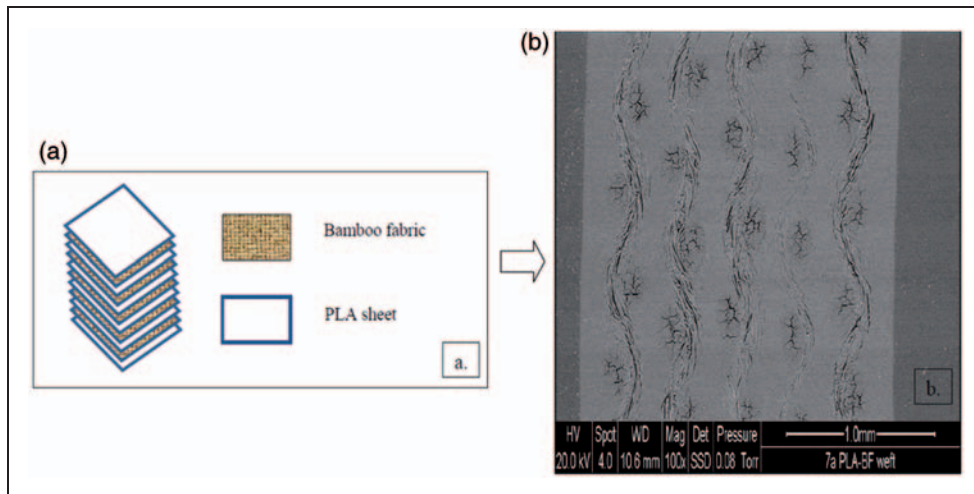 (a)
Bamboo fabric
PLA sheet
a.
(b)
b.
HV Spot WD Mag Det Pressure 1.0mm
20.0 kV 4.0 10.6 mm 100x SSD 0.08 Torr 7a PLA-BF weft